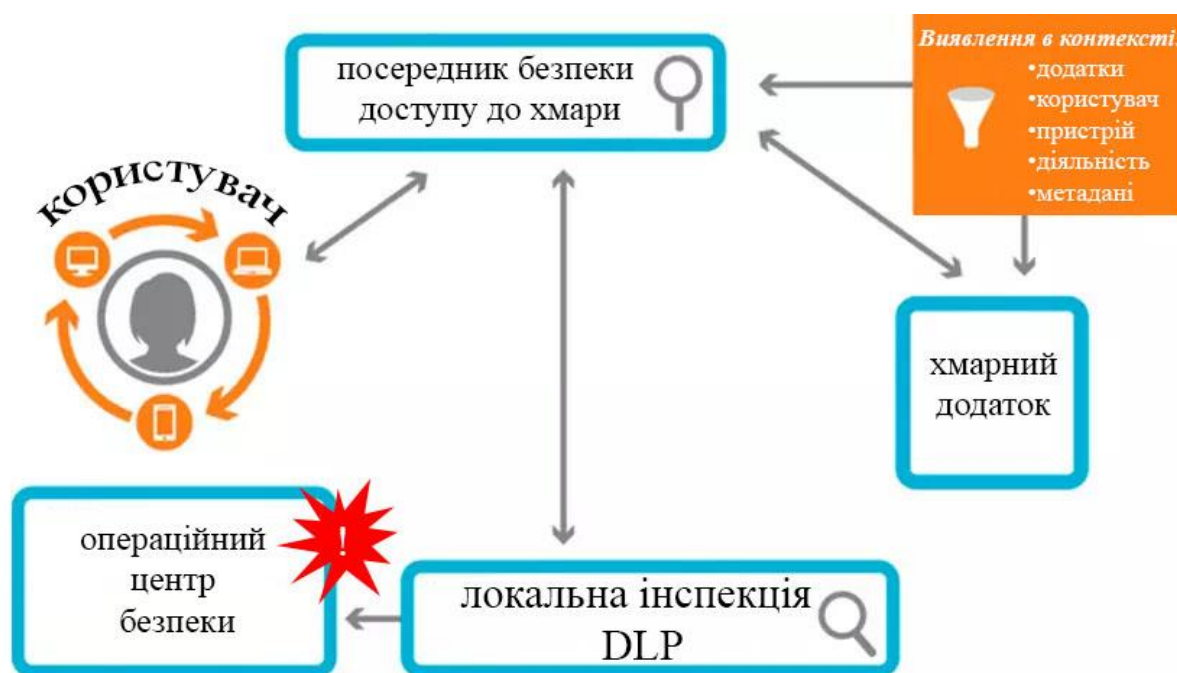 посередник безпеки
доступу до хмари
Виявлення в контексті:
•додатки
•користувач
•пристрій
•діяльність
•метадані
користувач
хмарний
додаток
операційний
центр
безпеки
!
локальна інспекція
DLP